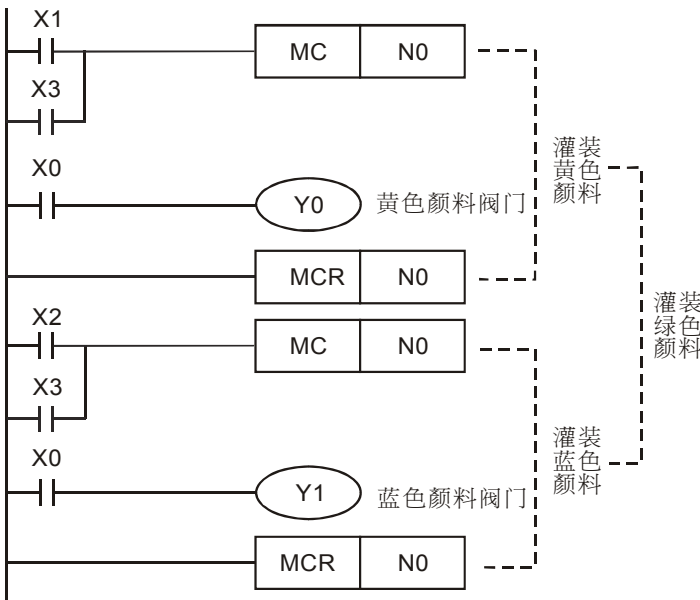 X1
MC N0
X3
灌装
黄色
颜料
X0
Y0 黄色颜料阀门
MCR N0
X2
MC N0
灌装
绿色
颜料
X3
灌装
蓝色
颜料
X0
Y1 蓝色颜料阀门
MCR N0